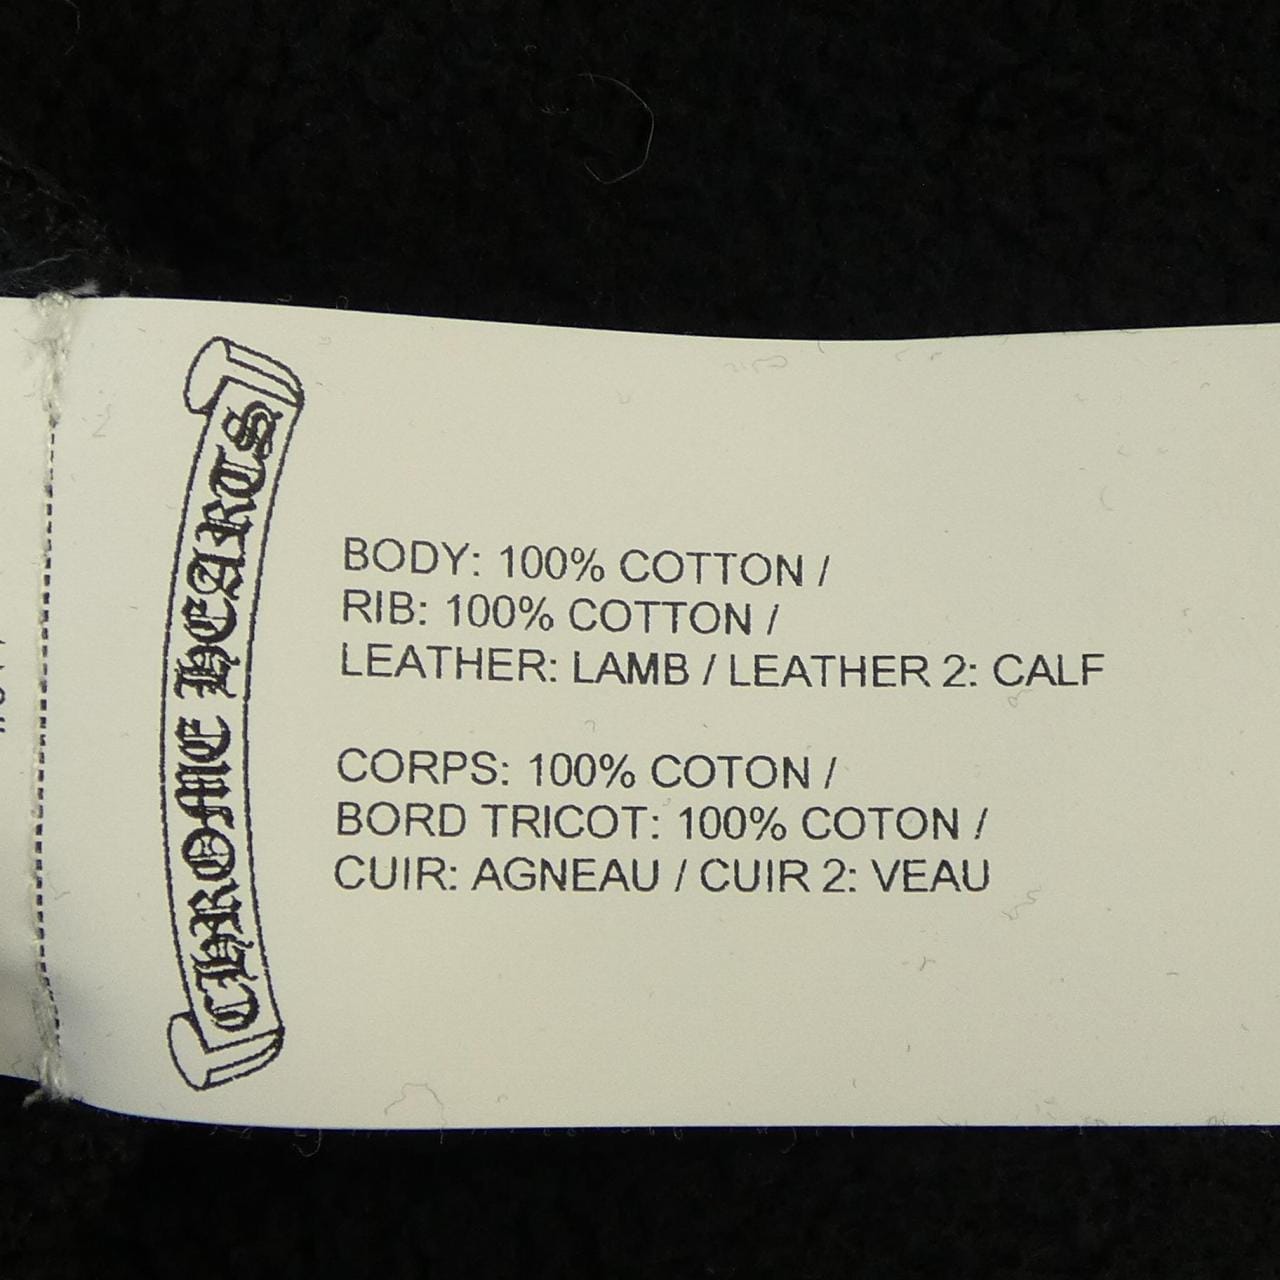 CHROME HEARTS
BODY: 100% COTTON /
RIB: 100% COTTON /
LEATHER: LAMB / LEATHER 2: CALF
CORPS: 100% COTON /
BORD TRICOT: 100% COTON /
CUIR: AGNEAU / CUIR 2: VEAU